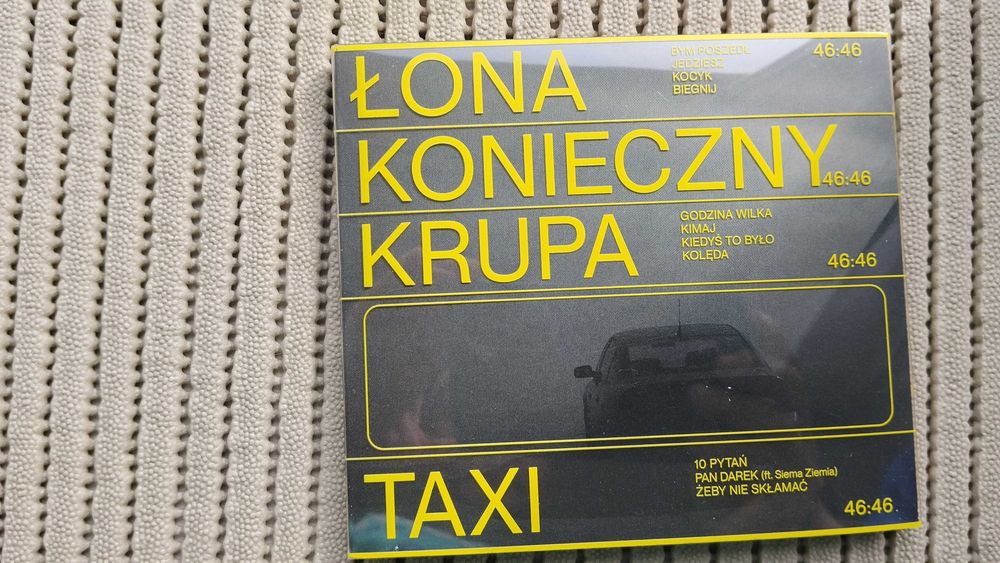 ŁONA
BYM POSZEDŁ
JEDZIESZ
KOCYK
BIEGNIJ
46:46
KONIECZNY
46:46
KRUPA
GODZINA WILKA
KIMAJ
KIEDYŚ TO BYŁO
KOLĘDA
46:46
TAXI
10 PYTAŃ
PAN DAREK (ft. Siema Ziemia)
ŻEBY NIE SKŁAMAĆ
46:46